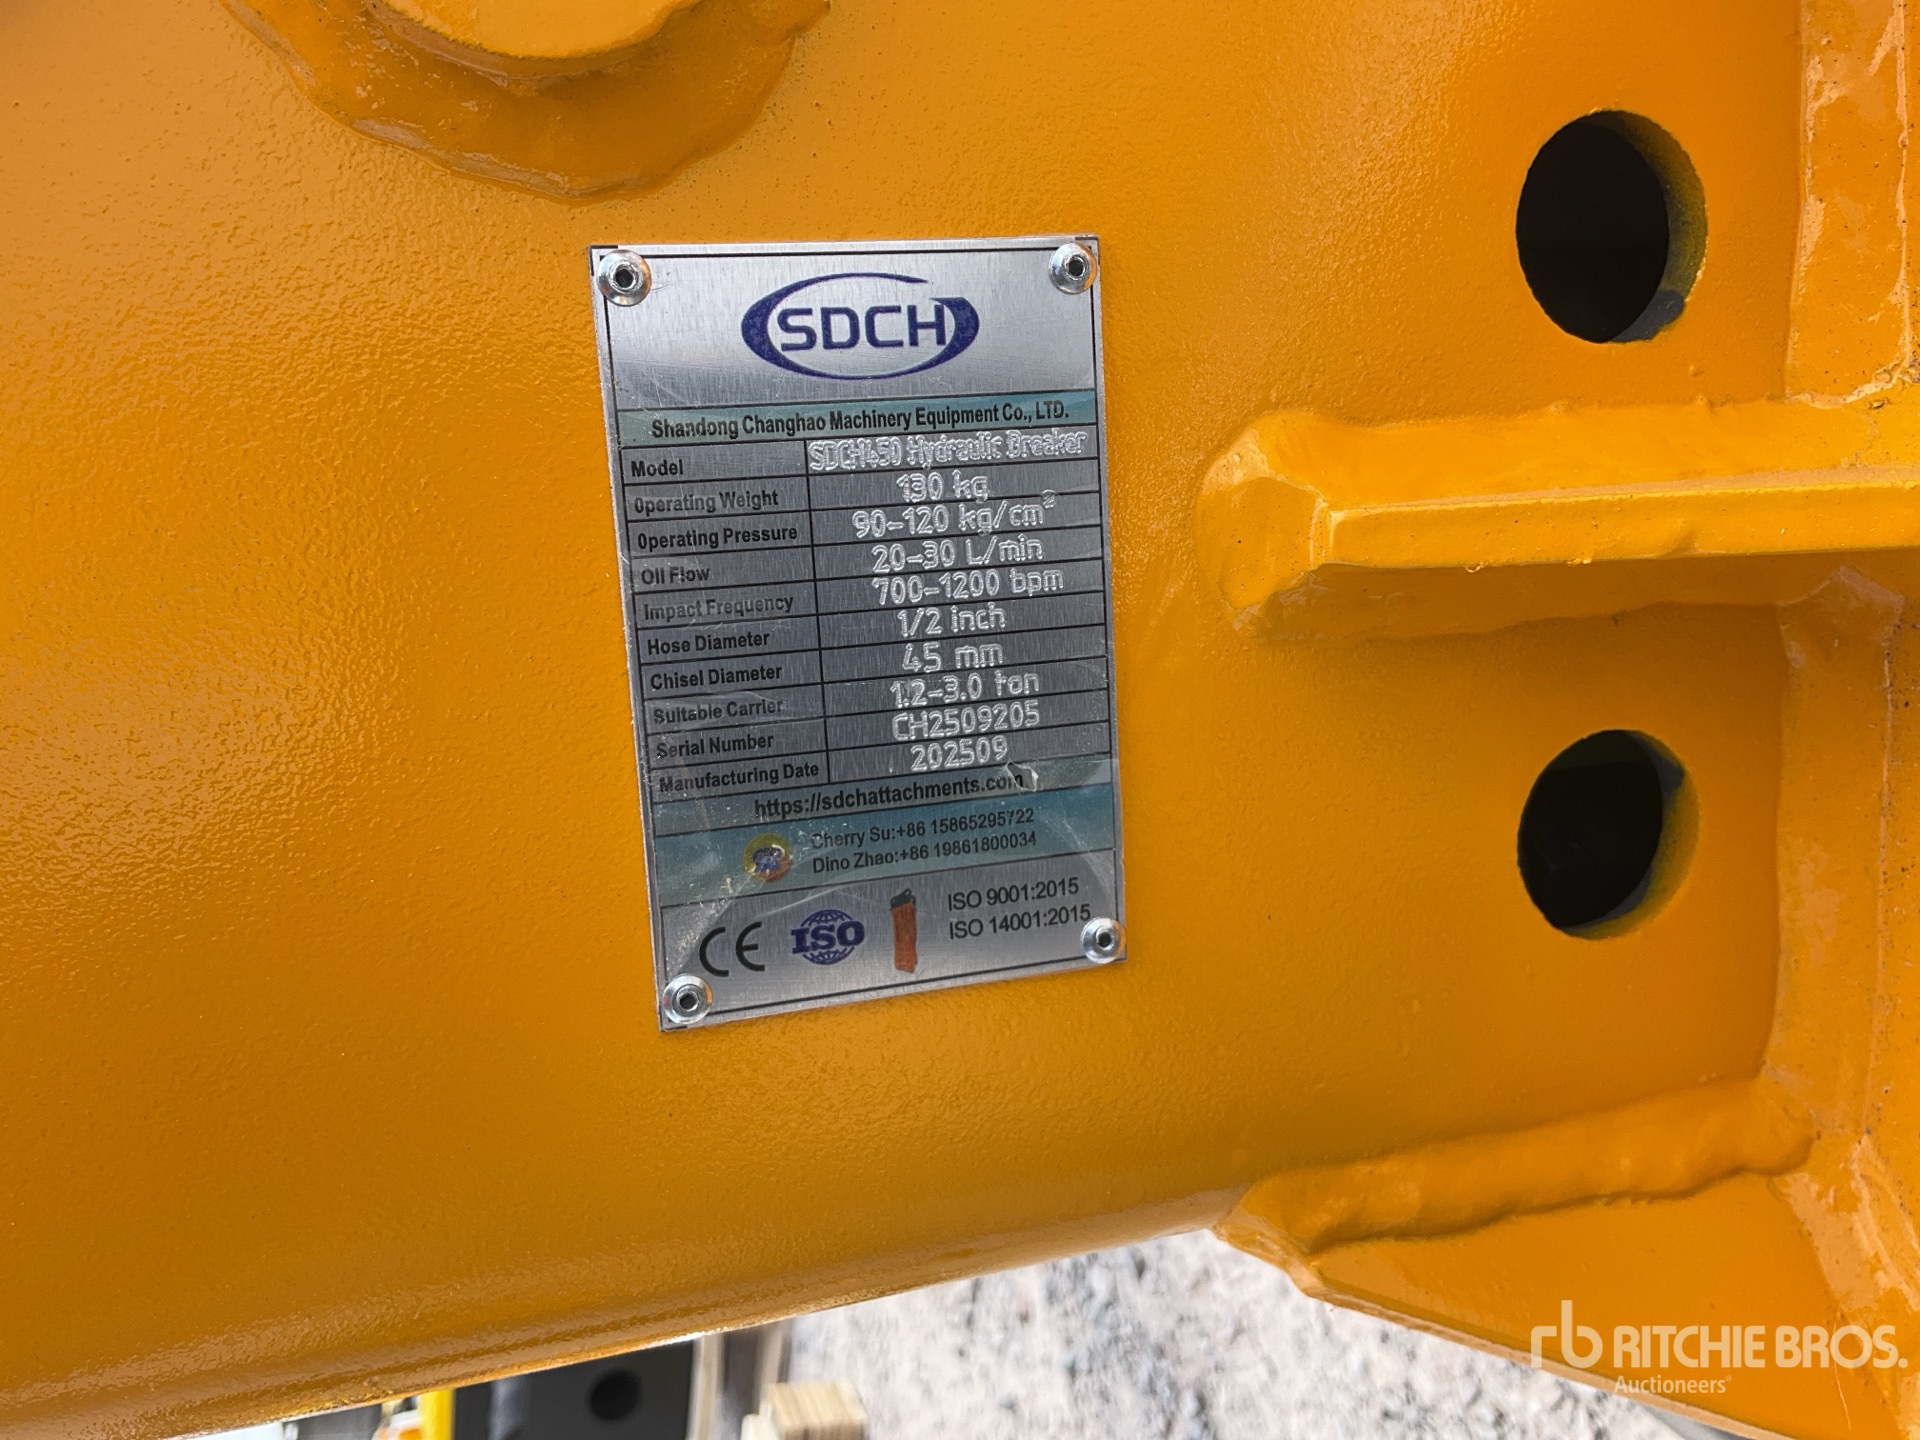 SDCH
Shandong Changhao Machinery Equipment Co., LTD.
Model SDCH450 Hydraulic Breaker
Operating Weight 130 kg
Operating Pressure 90-120 kg/cm²
Oil Flow 20-30 L/min
Impact Frequency 700-1200 bpm
Hose Diameter 1/2 inch
Chisel Diameter 45 mm
Suitable Carrier 1.2-3.0 ton
Serial Number CH2509205
Manufacturing Date 202509
https://sdchattachments.com
Cherry Su:+86 15865295722
Dino Zhao:+86 19861800034
CE ISO ISO 9001:2015
ISO 14001:2015
rb RITCHIE BROS.
Auctioneers